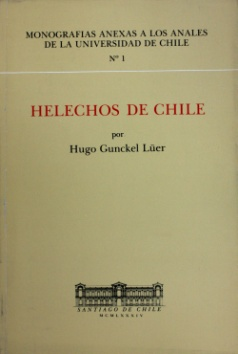 MONOGRAFIAS ANEXAS A LOS ANALES
DE LA UNIVERSIDAD DE CHILE
Nº 1
HELECHOS DE CHILE
por
Hugo Gunckel Lüer
SANTIAGO DE CHILE
MCMLXXXIV